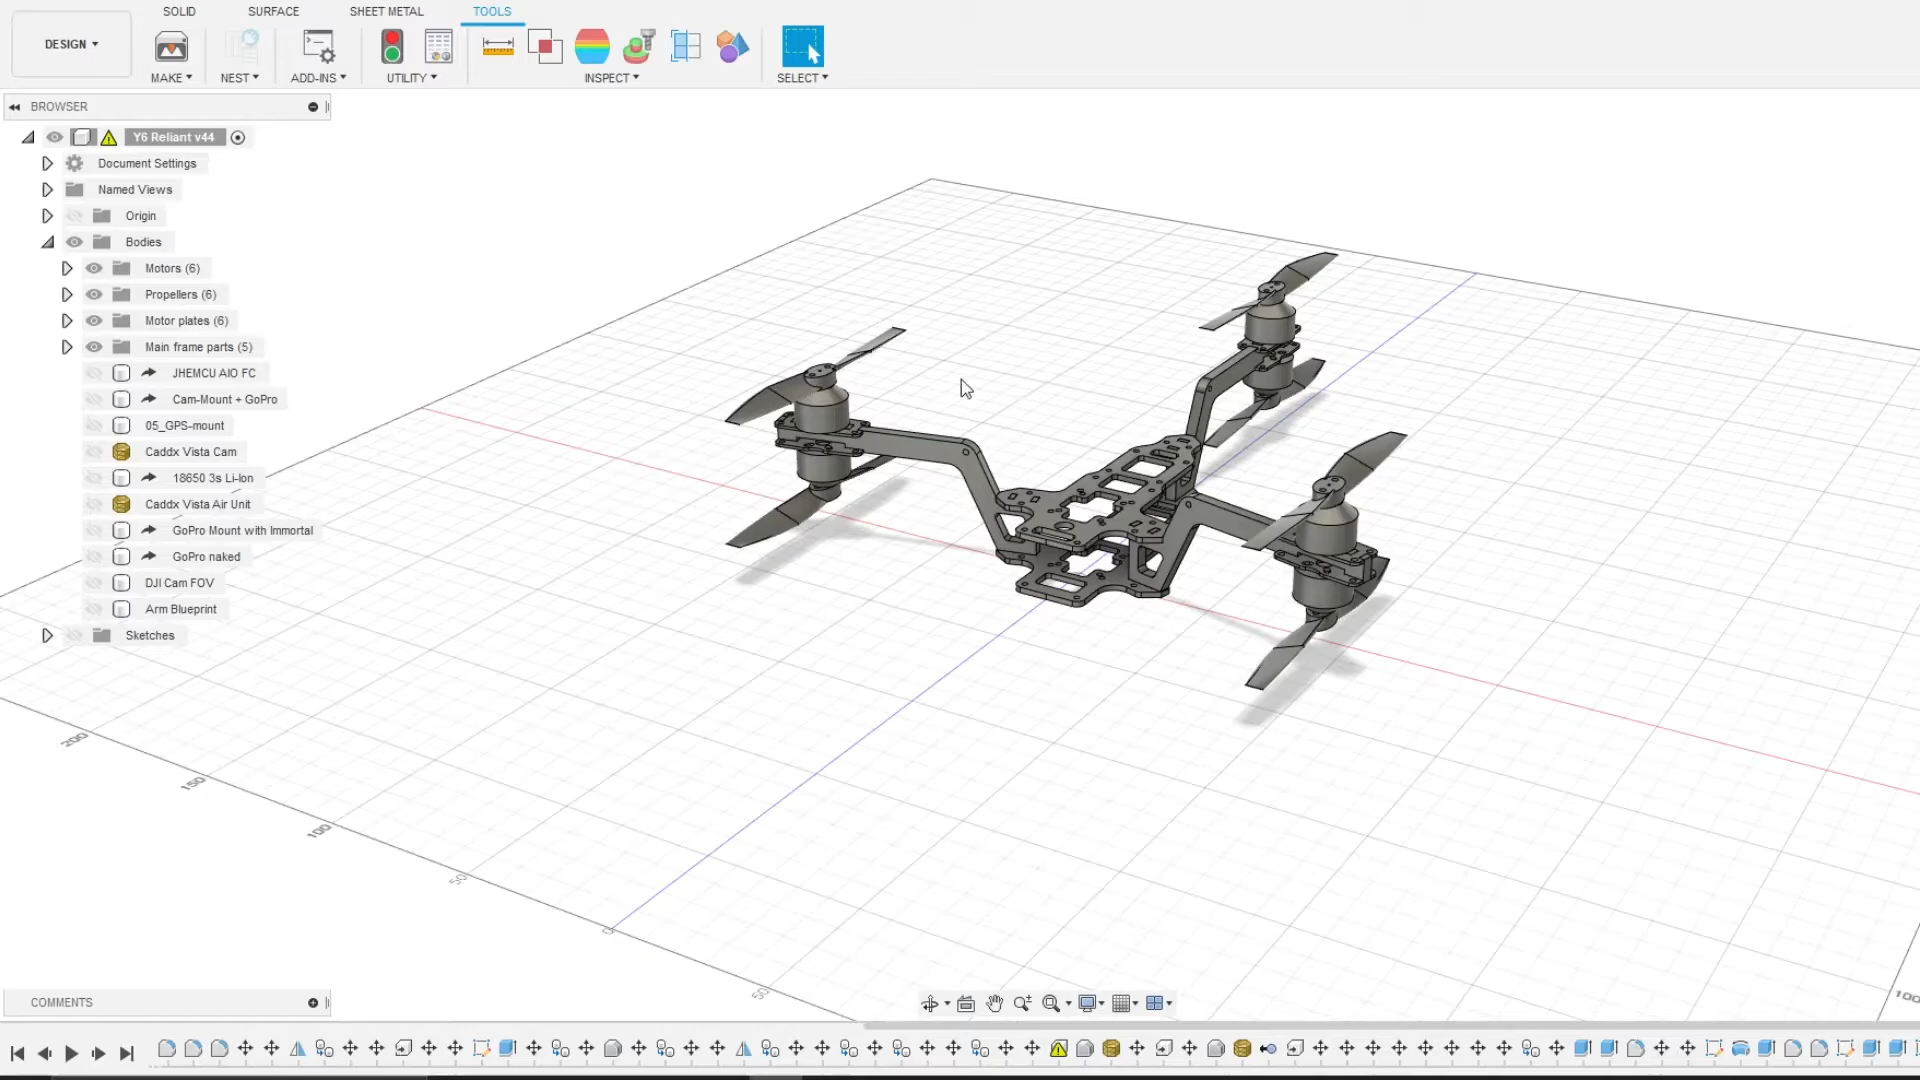 SOLID SURFACE SHEET METAL TOOLS
DESIGN
MAKE NEST ADD-INS UTILITY INSPECT SELECT
BROWSER
Y6 Reliant v44
Document Settings
Named Views
Origin
Bodies
Motors (6)
Propellers (6)
Motor plates (6)
Main frame parts (5)
JHEMCU AIO FC
Cam-Mount + GoPro
05_GPS-mount
Caddx Vista Cam
18650 3s Li-Ion
Caddx Vista Air Unit
GoPro Mount with Immortal
GoPro naked
DJI Cam FOV
Arm Blueprint
Sketches
200
150
100
50
0
50
100
COMMENTS